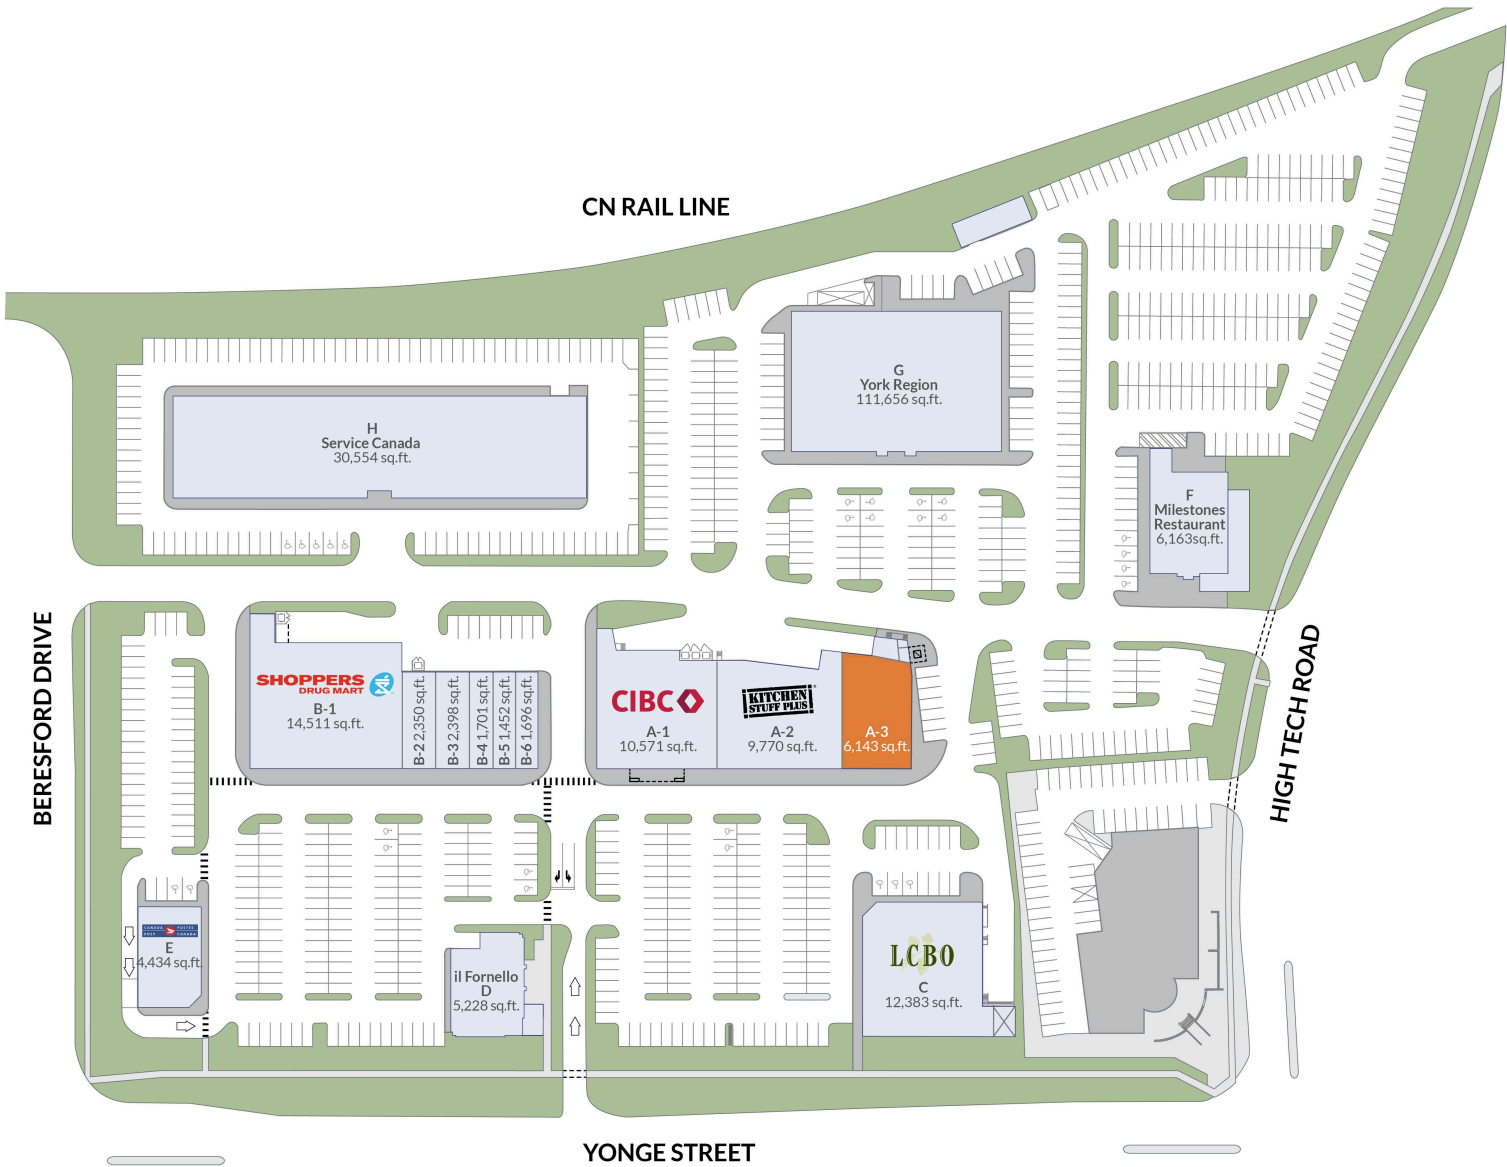 CN RAIL LINE
G
York Region
111,656 sq.ft.
H
Service Canada
30,554 sq.ft.
F
Milestones
Restaurant
6,163sq.ft.
BERESFORD DRIVE
HIGH TECH ROAD
SHOPPERS
DRUG MART
B-1
14,511 sq.ft.
B-2 2,350 sq.ft.
B-3 2,398 sq.ft.
B-4 1,701 sq.ft.
B-5 1,452 sq.ft.
B-6 1,696 sq.ft.
CIBC
A-1
10,571 sq.ft.
KITCHEN
STUFF PLUS
A-2
9,770 sq.ft.
A-3
6,143 sq.ft.
CANADA POSTES
POST CANADA
E
4,434 sq.ft.
il Fornello
D
5,228 sq.ft.
LCBO
C
12,383 sq.ft.
YONGE STREET